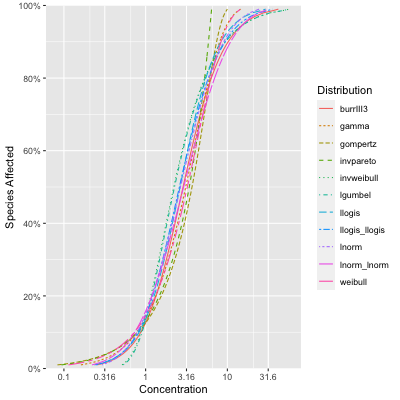 100%
80%
60%
40%
20%
0%
Species Affected
0.1 0.316 1 3.16 10 31.6
Concentration
Distribution
burrIII3
gamma
gompertz
invpareto
invweibull
lgumbel
llogis
llogis_llogis
lnorm
lnorm_lnorm
weibull